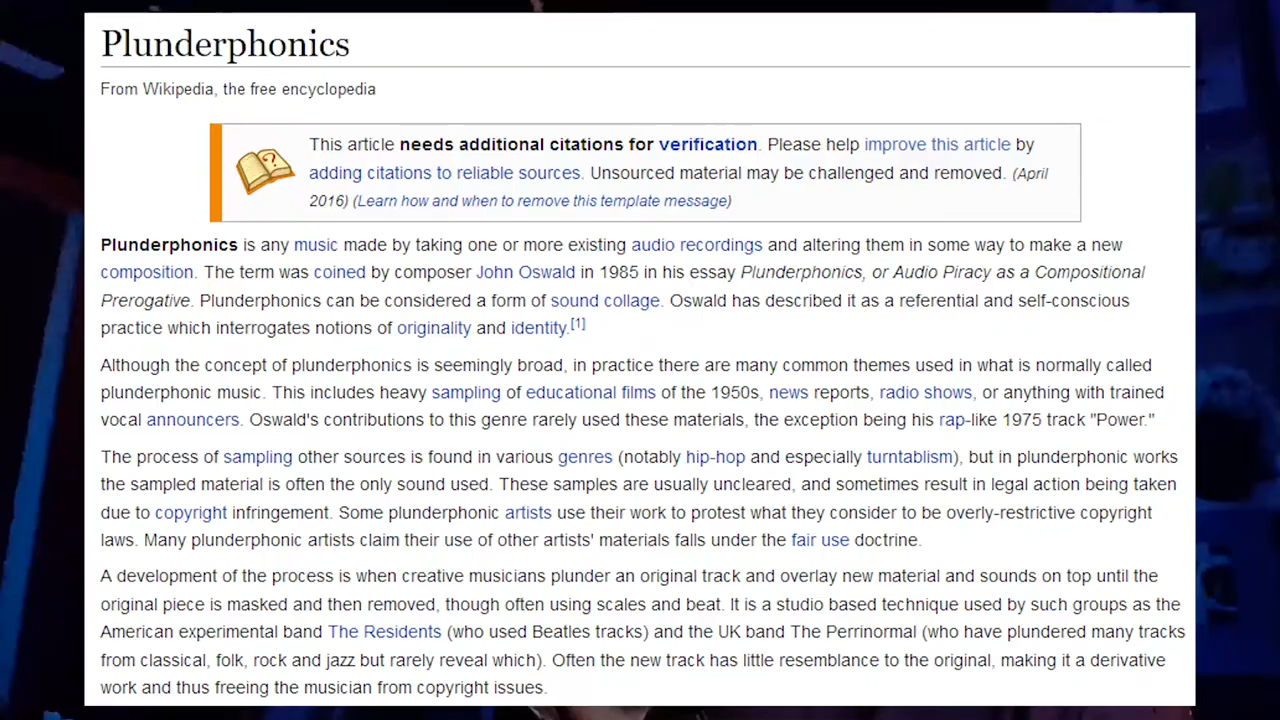 Plunderphonics
From Wikipedia, the free encyclopedia
This article needs additional citations for verification. Please help improve this article by
adding citations to reliable sources. Unsourced material may be challenged and removed. (April
2016) (Learn how and when to remove this template message)
Plunderphonics is any music made by taking one or more existing audio recordings and altering them in some way to make a new
composition. The term was coined by composer John Oswald in 1985 in his essay Plunderphonics, or Audio Piracy as a Compositional
Prerogative. Plunderphonics can be considered a form of sound collage. Oswald has described it as a referential and self-conscious
practice which interrogates notions of originality and identity.[1]
Although the concept of plunderphonics is seemingly broad, in practice there are many common themes used in what is normally called
plunderphonic music. This includes heavy sampling of educational films of the 1950s, news reports, radio shows, or anything with trained
vocal announcers. Oswald's contributions to this genre rarely used these materials, the exception being his rap-like 1975 track "Power."
The process of sampling other sources is found in various genres (notably hip-hop and especially turntablism), but in plunderphonic works
the sampled material is often the only sound used. These samples are usually uncleared, and sometimes result in legal action being taken
due to copyright infringement. Some plunderphonic artists use their work to protest what they consider to be overly-restrictive copyright
laws. Many plunderphonic artists claim their use of other artists' materials falls under the fair use doctrine.
A development of the process is when creative musicians plunder an original track and overlay new material and sounds on top until the
original piece is masked and then removed, though often using scales and beat. It is a studio based technique used by such groups as the
American experimental band The Residents (who used Beatles tracks) and the UK band The Perrinormal (who have plundered many tracks
from classical, folk, rock and jazz but rarely reveal which). Often the new track has little resemblance to the original, making it a derivative
work and thus freeing the musician from copyright issues.